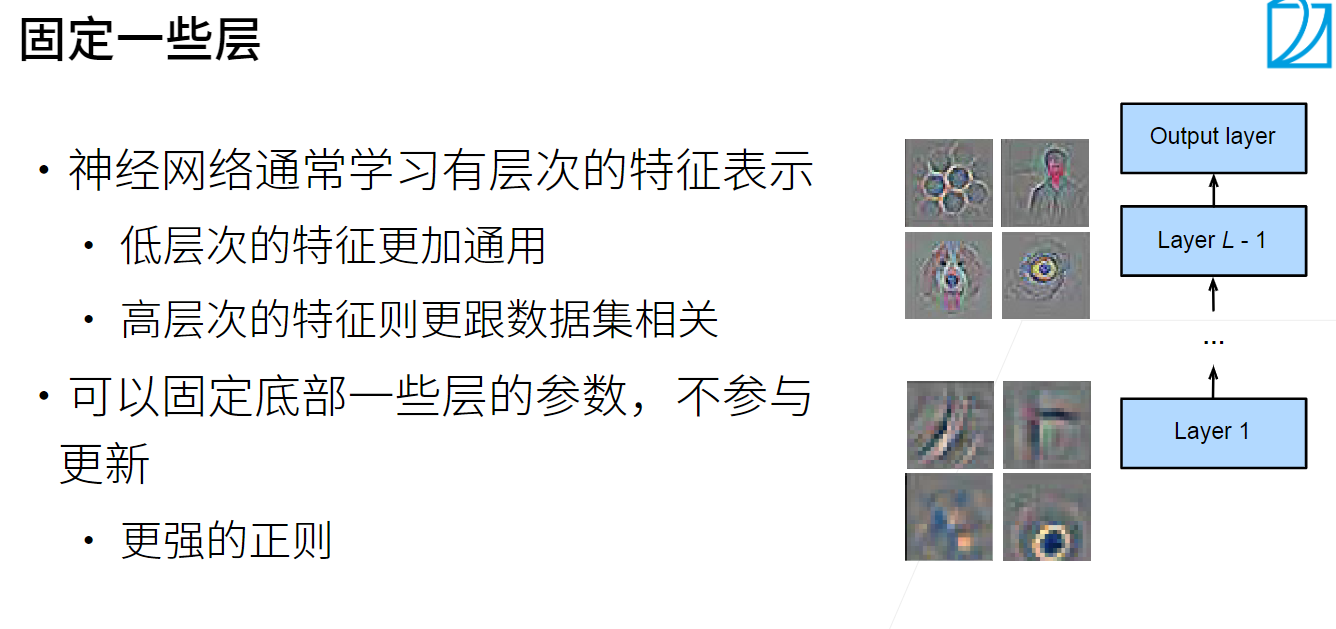 固定一些层
• 神经网络通常学习有层次的特征表示
• 低层次的特征更加通用
• 高层次的特征则更跟数据集相关
• 可以固定底部一些层的参数，不参与
更新
• 更强的正则
Output layer
Layer L - 1
...
Layer 1